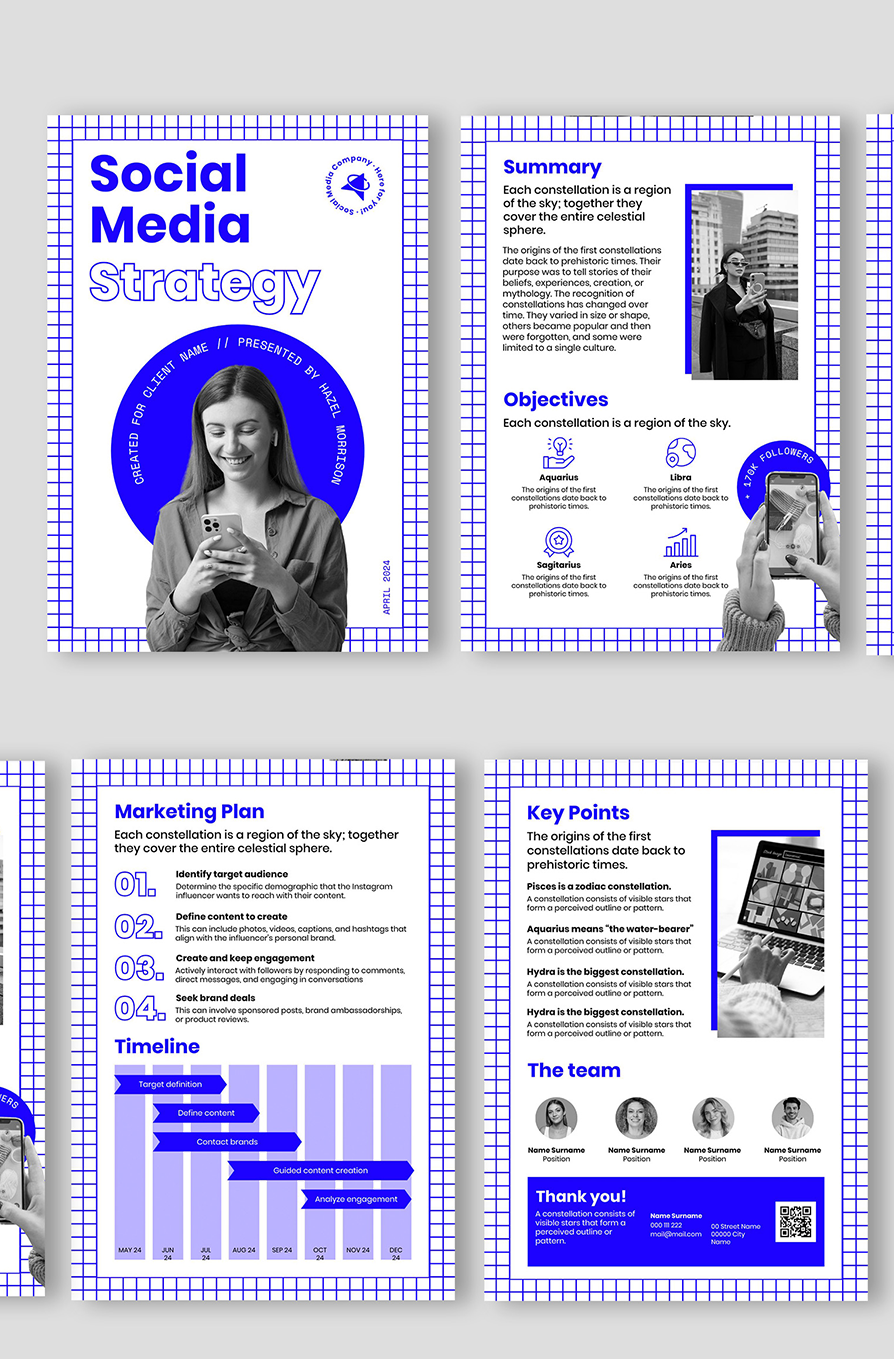 Social
Media
Strategy
Social Media Company · Here for you! ·
CREATED FOR CLIENT NAME // PRESENTED BY HAZEL MORRISON
APRIL 2024
Summary
Each constellation is a region
of the sky; together they
cover the entire celestial
sphere.
The origins of the first constellations
date back to prehistoric times. Their
purpose was to tell stories of their
beliefs, experiences, creation, or
mythology. The recognition of
constellations has changed over
time. They varied in size or shape,
others became popular and then
were forgotten, and some were
limited to a single culture.
Objectives
Each constellation is a region of the sky.
Aquarius
The origins of the first
constellations date back to
prehistoric times.
Libra
The origins of the first
constellations date back to
prehistoric times.
Sagitarius
The origins of the first
constellations date back to
prehistoric times.
Aries
The origins of the first
constellations date back to
prehistoric times.
+ 170K FOLLOWERS
Marketing Plan
Each constellation is a region of the sky; together
they cover the entire celestial sphere.
01.
Identify target audience
Determine the specific demographic that the Instagram
influencer wants to reach with their content.
02.
Define content to create
This can include photos, videos, captions, and hashtags that
align with the influencer's personal brand.
03.
Create and keep engagement
Actively interact with followers by responding to comments,
direct messages, and engaging in conversations
04.
Seek brand deals
This can involve sponsored posts, brand ambassadorships,
or product reviews.
Timeline
Target definition
Define content
Contact brands
Guided content creation
Analyze engagement
MAY 24
JUN
24
JUL
24
AUG 24
SEP 24
OCT
24
NOV 24
DEC
24
Key Points
The origins of the first
constellations date back to
prehistoric times.
Pisces is a zodiac constellation.
A constellation consists of visible stars that
form a perceived outline or pattern.
Aquarius means "the water-bearer"
A constellation consists of visible stars that
form a perceived outline or pattern.
Hydra is the biggest constellation.
A constellation consists of visible stars that
form a perceived outline or pattern.
Hydra is the biggest constellation.
A constellation consists of visible stars that
form a perceived outline or pattern.
The team
Name Surname
Position
Name Surname
Position
Name Surname
Position
Name Surname
Position
Thank you!
A constellation consists of
visible stars that form a
perceived outline or
pattern.
Name Surname
000 111 222
mail@mail.com
00 Street Name
00000 City
Name